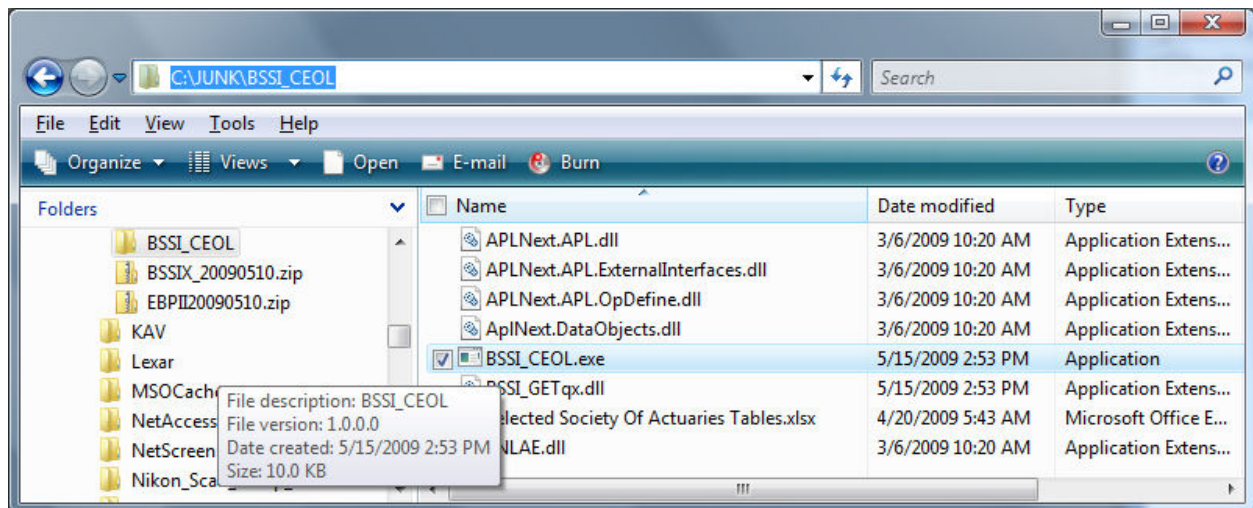 C:\JUNK\BSSI_CEOL
Search
File Edit View Tools Help
Organize Views Open E-mail Burn
Folders
Name Date modified Type
BSSI_CEOL
BSSIX_20090510.zip
EBPII20090510.zip
KAV
Lexar
MSOCach
NetAccess
NetScreen
Nikon_Sca
APLNext.APL.dll 3/6/2009 10:20 AM Application Extens...
APLNext.APL.ExternalInterfaces.dll 3/6/2009 10:20 AM Application Extens...
APLNext.APL.OpDefine.dll 3/6/2009 10:20 AM Application Extens...
AplNext.DataObjects.dll 3/6/2009 10:20 AM Application Extens...
BSSI_CEOL.exe 5/15/2009 2:53 PM Application
BSSI_GETqx.dll 5/15/2009 2:53 PM Application Extens...
elected Society Of Actuaries Tables.xlsx 4/20/2009 5:43 AM Microsoft Office E...
NLAE.dll 3/6/2009 10:20 AM Application Extens...
File description: BSSI_CEOL
File version: 1.0.0.0
Date created: 5/15/2009 2:53 PM
Size: 10.0 KB